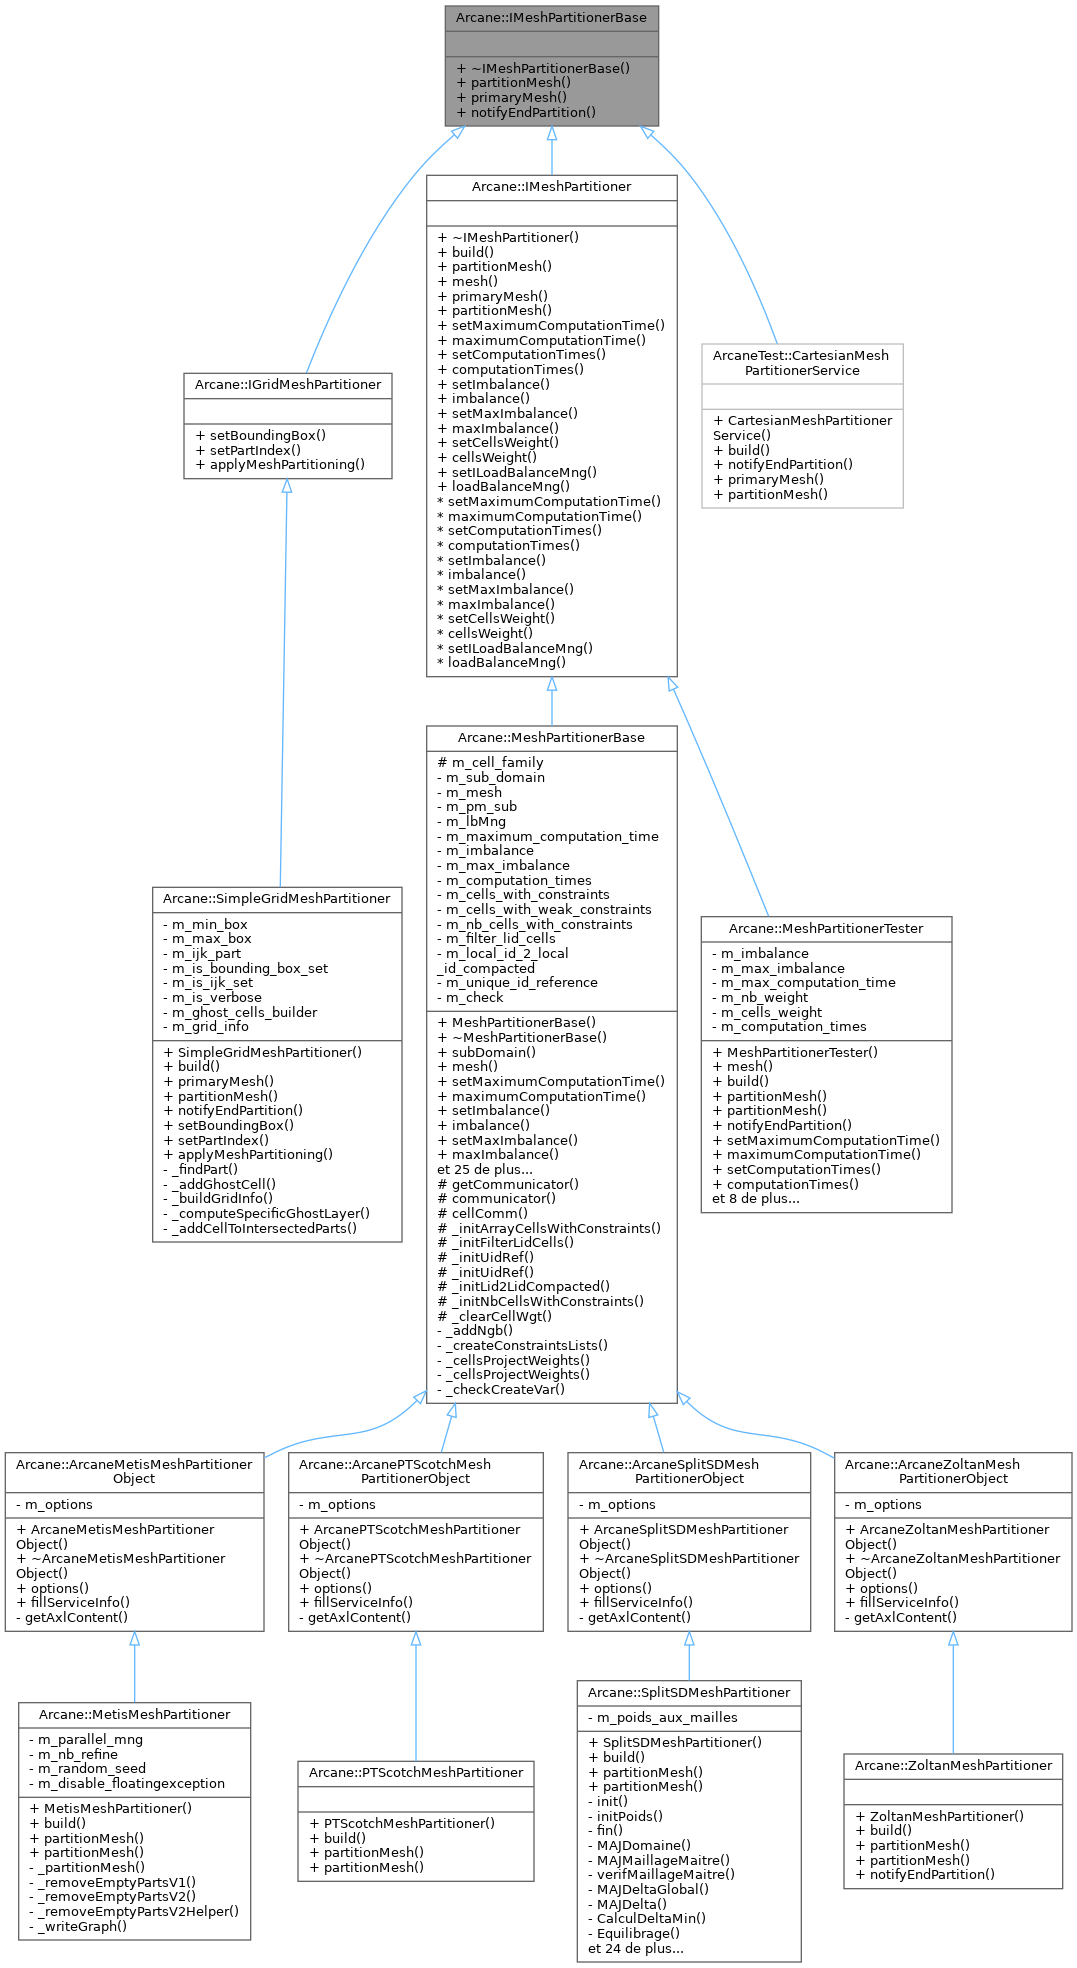 Arcane::IMeshPartitionerBase
+ ~IMeshPartitionerBase()
+ partitionMesh()
+ primaryMesh()
+ notifyEndPartition()
Arcane::IMeshPartitioner
+ ~IMeshPartitioner()
+ build()
+ partitionMesh()
+ mesh()
+ primaryMesh()
+ partitionMesh()
+ setMaximumComputationTime()
+ maximumComputationTime()
+ setComputationTimes()
+ computationTimes()
+ setImbalance()
+ imbalance()
+ setMaxImbalance()
+ maxImbalance()
+ setCellsWeight()
+ cellsWeight()
+ setILoadBalanceMng()
+ loadBalanceMng()
* setMaximumComputationTime()
* maximumComputationTime()
* setComputationTimes()
* computationTimes()
* setImbalance()
* imbalance()
* setMaxImbalance()
* maxImbalance()
* setCellsWeight()
* cellsWeight()
* setILoadBalanceMng()
* loadBalanceMng()
ArcaneTest::CartesianMesh
PartitionerService
+ CartesianMeshPartitioner
Service()
+ build()
+ notifyEndPartition()
+ primaryMesh()
+ partitionMesh()
Arcane::IGridMeshPartitioner
+ setBoundingBox()
+ setPartIndex()
+ applyMeshPartitioning()
Arcane::MeshPartitionerBase
# m_cell_family
- m_sub_domain
- m_mesh
- m_pm_sub
- m_lbMng
- m_maximum_computation_time
- m_imbalance
- m_max_imbalance
- m_computation_times
- m_cells_with_constraints
- m_cells_with_weak_constraints
- m_nb_cells_with_constraints
- m_filter_lid_cells
- m_local_id_2_local
_id_compacted
- m_unique_id_reference
- m_check
+ MeshPartitionerBase()
+ ~MeshPartitionerBase()
+ subDomain()
+ mesh()
+ setMaximumComputationTime()
+ maximumComputationTime()
+ setImbalance()
+ imbalance()
+ setMaxImbalance()
+ maxImbalance()
et 25 de plus...
# getCommunicator()
# communicator()
# cellComm()
# _initArrayCellsWithConstraints()
# _initFilterLidCells()
# _initUidRef()
# _initUidRef()
# _initLid2LidCompacted()
# _initNbCellsWithConstraints()
# _clearCellWgt()
- _addNgb()
- _createConstraintsLists()
- _cellsProjectWeights()
- _cellsProjectWeights()
- _checkCreateVar()
Arcane::SimpleGridMeshPartitioner
- m_min_box
- m_max_box
- m_ijk_part
- m_is_bounding_box_set
- m_is_ijk_set
- m_is_verbose
- m_ghost_cells_builder
- m_grid_info
+ SimpleGridMeshPartitioner()
+ build()
+ primaryMesh()
+ partitionMesh()
+ notifyEndPartition()
+ setBoundingBox()
+ setPartIndex()
+ applyMeshPartitioning()
- _findPart()
- _addGhostCell()
- _buildGridInfo()
- _computeSpecificGhostLayer()
- _addCellToIntersectedParts()
Arcane::MeshPartitionerTester
- m_imbalance
- m_max_imbalance
- m_max_computation_time
- m_nb_weight
- m_cells_weight
- m_computation_times
+ MeshPartitionerTester()
+ mesh()
+ build()
+ partitionMesh()
+ partitionMesh()
+ notifyEndPartition()
+ setMaximumComputationTime()
+ maximumComputationTime()
+ setComputationTimes()
+ computationTimes()
et 8 de plus...
Arcane::ArcaneMetisMeshPartitioner
Object
- m_options
+ ArcaneMetisMeshPartitioner
Object()
+ ~ArcaneMetisMeshPartitioner
Object()
+ options()
+ fillServiceInfo()
- getAxlContent()
Arcane::ArcanePTScotchMesh
PartitionerObject
- m_options
+ ArcanePTScotchMeshPartitioner
Object()
+ ~ArcanePTScotchMeshPartitioner
Object()
+ options()
+ fillServiceInfo()
- getAxlContent()
Arcane::ArcaneSplitSDMesh
PartitionerObject
- m_options
+ ArcaneSplitSDMeshPartitioner
Object()
+ ~ArcaneSplitSDMeshPartitioner
Object()
+ options()
+ fillServiceInfo()
- getAxlContent()
Arcane::ArcaneZoltanMesh
PartitionerObject
- m_options
+ ArcaneZoltanMeshPartitioner
Object()
+ ~ArcaneZoltanMeshPartitioner
Object()
+ options()
+ fillServiceInfo()
- getAxlContent()
Arcane::MetisMeshPartitioner
- m_parallel_mng
- m_nb_refine
- m_random_seed
- m_disable_floatingexception
+ MetisMeshPartitioner()
+ build()
+ partitionMesh()
+ partitionMesh()
- _partitionMesh()
- _removeEmptyPartsV1()
- _removeEmptyPartsV2()
- _removeEmptyPartsV2Helper()
- _writeGraph()
Arcane::PTScotchMeshPartitioner
+ PTScotchMeshPartitioner()
+ build()
+ partitionMesh()
+ partitionMesh()
Arcane::SplitSDMeshPartitioner
- m_poids_aux_mailles
+ SplitSDMeshPartitioner()
+ build()
+ partitionMesh()
+ partitionMesh()
- init()
- initPoids()
- fin()
- MAJDomaine()
- MAJMaillageMaitre()
- verifMaillageMaitre()
- MAJDeltaGlobal()
- MAJDelta()
- CalculDeltaMin()
- Equilibrage()
et 24 de plus...
Arcane::ZoltanMeshPartitioner
+ ZoltanMeshPartitioner()
+ build()
+ partitionMesh()
+ partitionMesh()
+ notifyEndPartition()